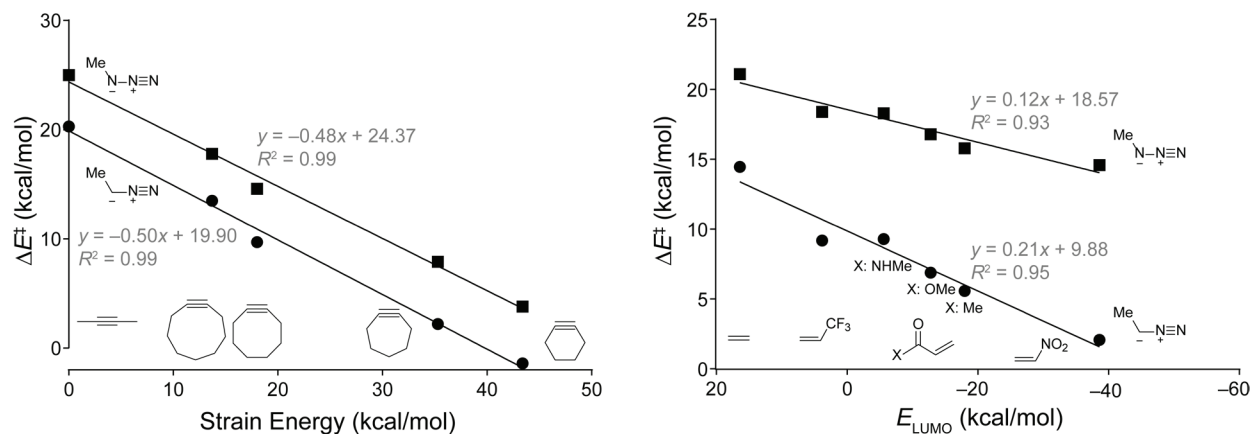 30
20
10
0
ΔE‡ (kcal/mol)
Me
N–N≡N
− +
y = –0.48x + 24.37
R² = 0.99
Me
N≡N
− +
y = –0.50x + 19.90
R² = 0.99
0 10 20 30 40 50
Strain Energy (kcal/mol)
25
20
15
10
5
0
ΔE‡ (kcal/mol)
y = 0.12x + 18.57
R² = 0.93
Me
N–N≡N
− +
y = 0.21x + 9.88
R² = 0.95
X: NHMe
X: OMe
X: Me
Me
N≡N
− +
CF3
O
X
NO2
20 0 –20 –40 –60
ELUMO (kcal/mol)